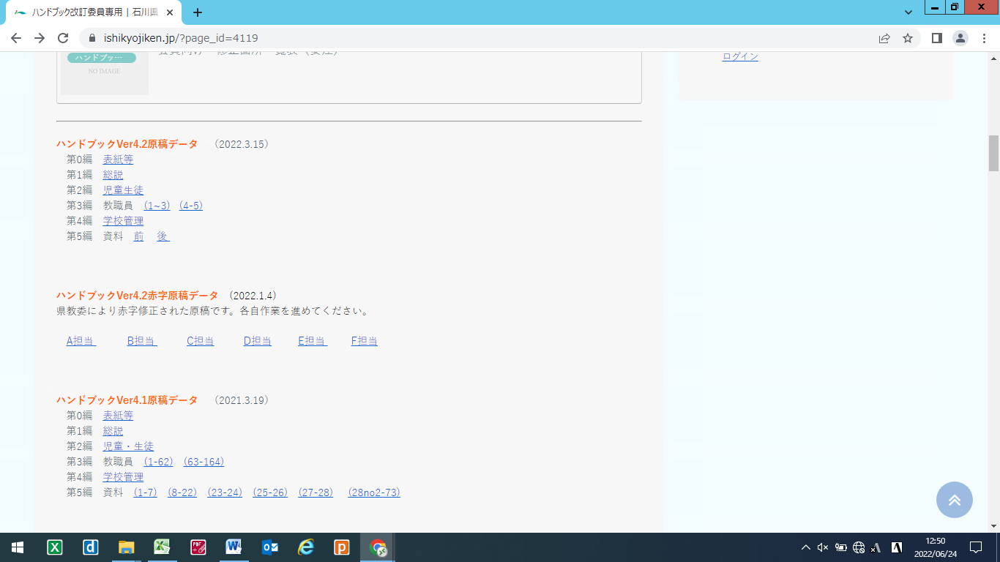 ハンドブック改訂委員専用 | 石川県
ishikyojiken.jp/?page_id=4119
ハンドブッ…
NO IMAGE
ログイン
ハンドブックVer4.2原稿データ （2022.3.15）
第0編 表紙等
第1編 総説
第2編 児童生徒
第3編 教職員 (1~3) (4-5)
第4編 学校管理
第5編 資料 前 後
ハンドブックVer4.2赤字原稿データ （2022.1.4）
県教委により赤字修正された原稿です。各自作業を進めてください。
A担当 B担当 C担当 D担当 E担当 F担当
ハンドブックVer4.1原稿データ （2021.3.19）
第0編 表紙等
第1編 総説
第2編 児童・生徒
第3編 教職員 (1-62) (63-164)
第4編 学校管理
第5編 資料 (1-7) (8-22) (23-24) (25-26) (27-28) (28no2-73)
12:50
2022/06/24